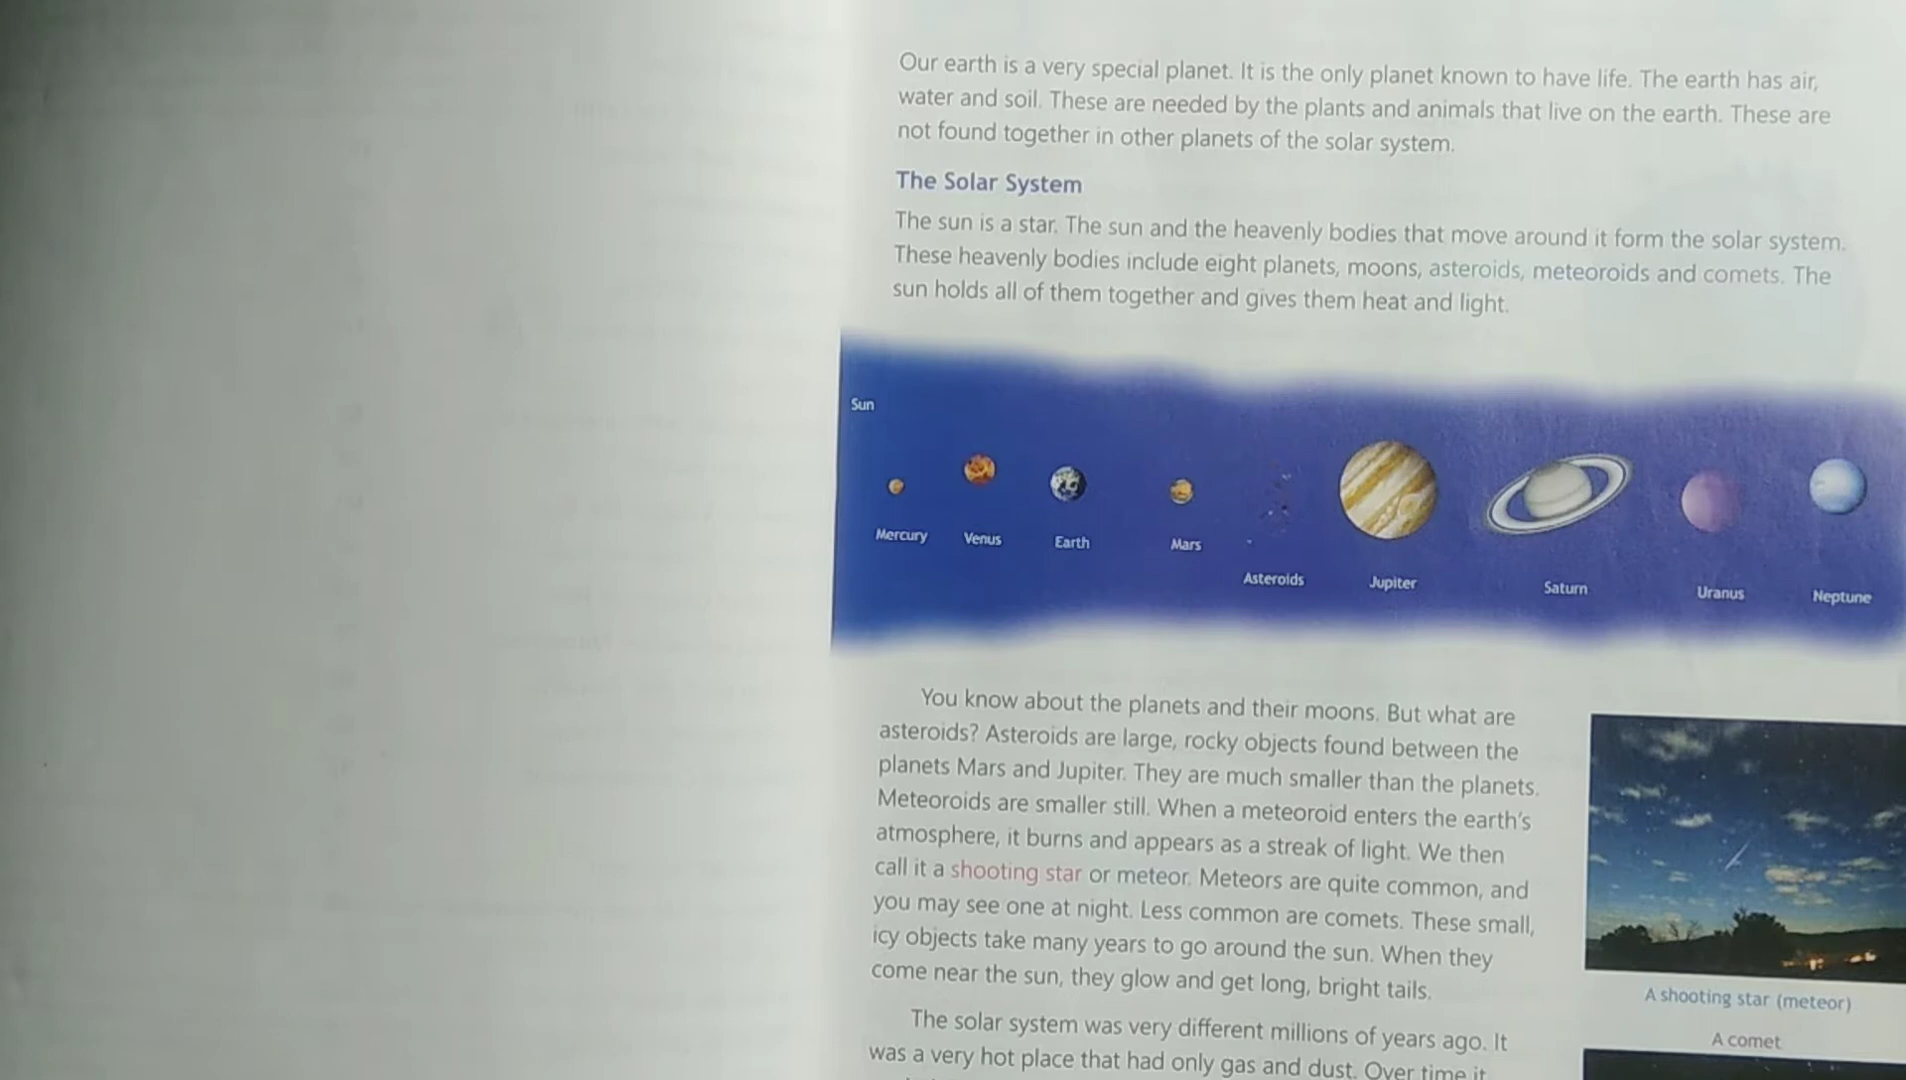 Our earth is a very special planet. It is the only planet known to have life. The earth has air,
water and soil. These are needed by the plants and animals that live on the earth. These are
not found together in other planets of the solar system.
The Solar System
The sun is a star. The sun and the heavenly bodies that move around it form the solar system.
These heavenly bodies include eight planets, moons, asteroids, meteoroids and comets. The
sun holds all of them together and gives them heat and light.
Sun
Mercury
Venus
Earth
Mars
Asteroids
Jupiter
Saturn
Uranus
Neptune
You know about the planets and their moons. But what are
asteroids? Asteroids are large, rocky objects found between the
planets Mars and Jupiter. They are much smaller than the planets.
Meteoroids are smaller still. When a meteoroid enters the earth's
atmosphere, it burns and appears as a streak of light. We then
call it a shooting star or meteor. Meteors are quite common, and
you may see one at night. Less common are comets. These small,
icy objects take many years to go around the sun. When they
come near the sun, they glow and get long, bright tails.
The solar system was very different millions of years ago. It
was a very hot place that had only gas and dust. Over time it
A shooting star (meteor)
A comet